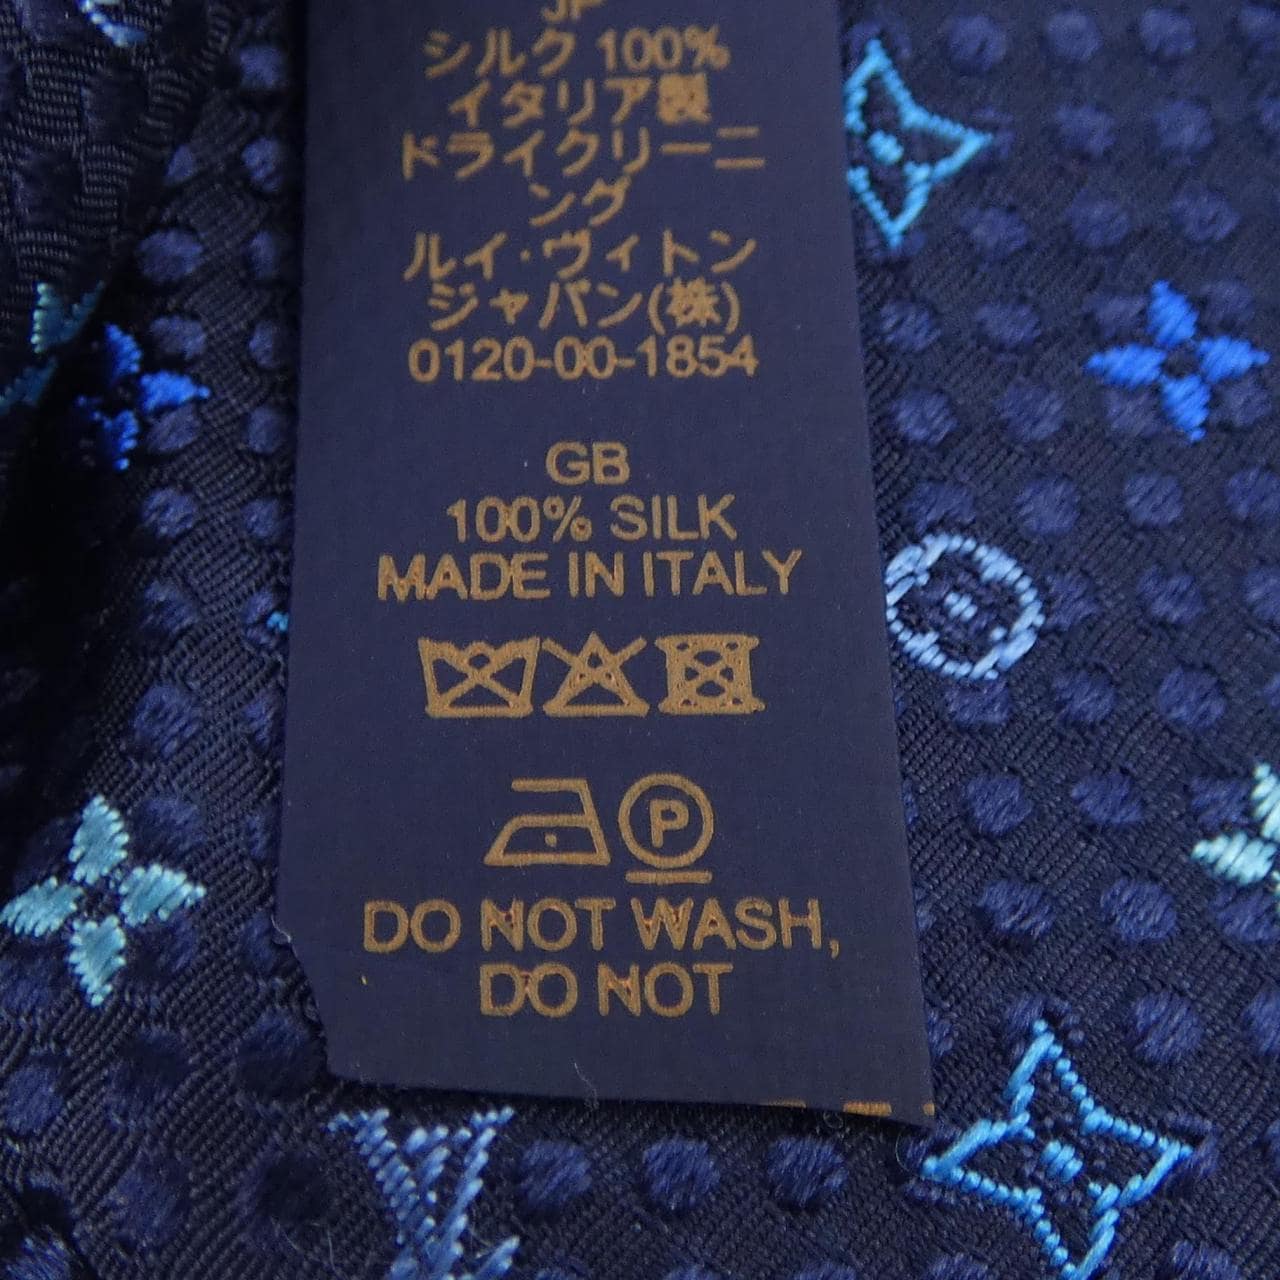 JP
シルク 100%
イタリア製
ドライクリーニ
ング
ルイ・ヴィトン
ジャパン(株)
0120-00-1854
GB
100% SILK
MADE IN ITALY
P
DO NOT WASH,
DO NOT
LV